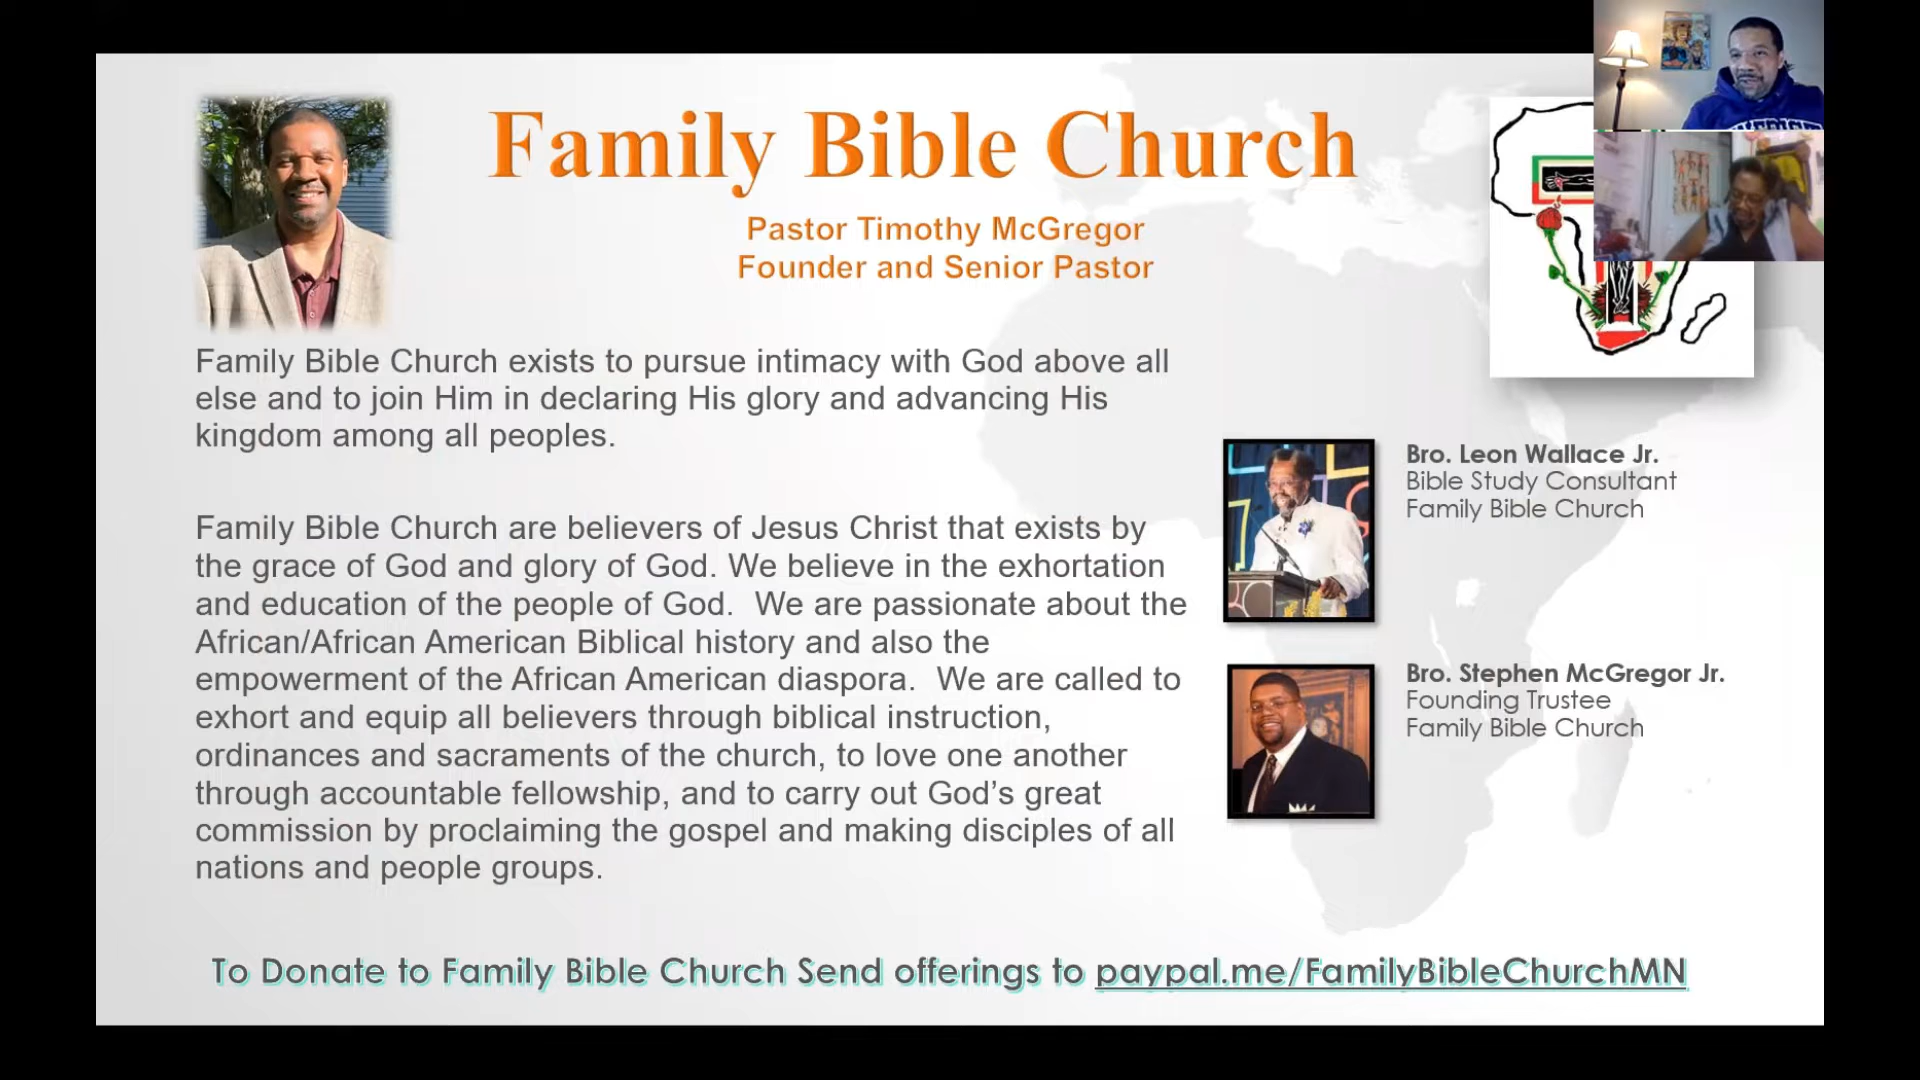 Family Bible Church
Pastor Timothy McGregor
Founder and Senior Pastor
Family Bible Church exists to pursue intimacy with God above all
else and to join Him in declaring His glory and advancing His
kingdom among all peoples.
Family Bible Church are believers of Jesus Christ that exists by
the grace of God and glory of God. We believe in the exhortation
and education of the people of God. We are passionate about the
African/African American Biblical history and also the
empowerment of the African American diaspora. We are called to
exhort and equip all believers through biblical instruction,
ordinances and sacraments of the church, to love one another
through accountable fellowship, and to carry out God’s great
commission by proclaiming the gospel and making disciples of all
nations and people groups.
Bro. Leon Wallace Jr.
Bible Study Consultant
Family Bible Church
Bro. Stephen McGregor Jr.
Founding Trustee
Family Bible Church
To Donate to Family Bible Church Send offerings to paypal.me/FamilyBibleChurchMN